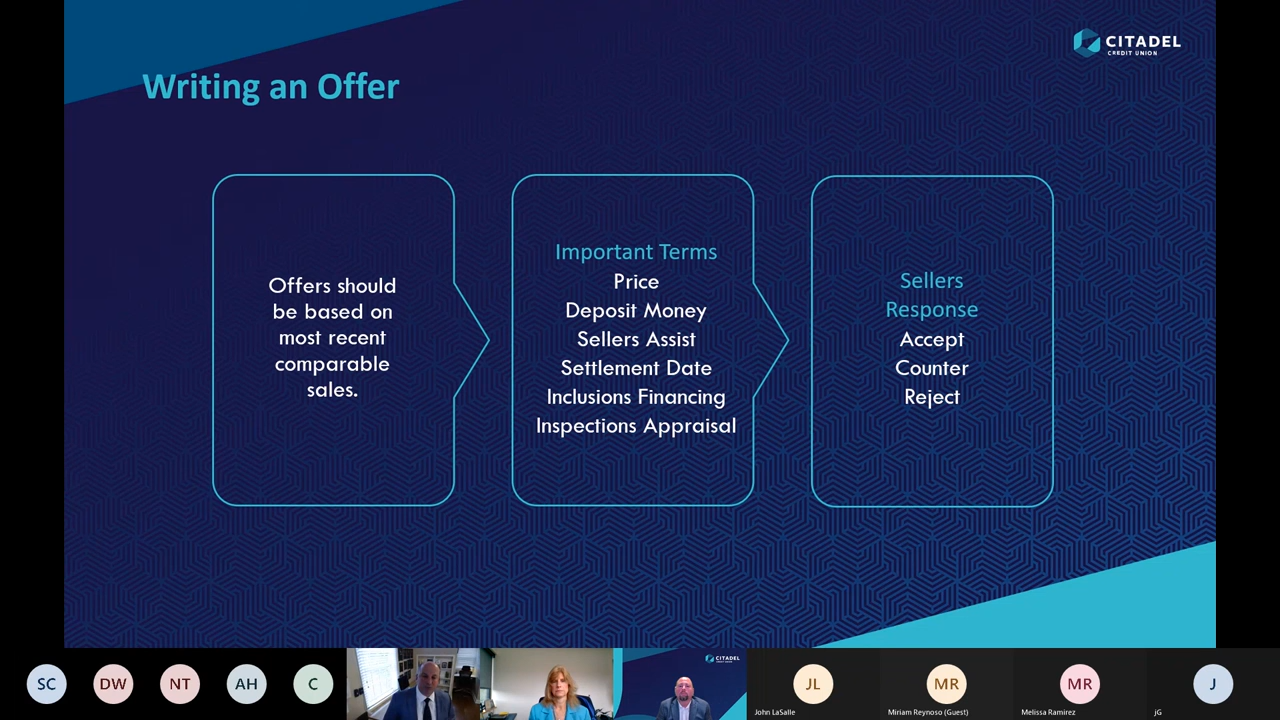 CITADEL
CREDIT UNION
Writing an Offer
Offers should
be based on
most recent
comparable
sales.
Important Terms
Price
Deposit Money
Sellers Assist
Settlement Date
Inclusions Financing
Inspections Appraisal
Sellers
Response
Accept
Counter
Reject
SC
DW
NT
AH
C
CITADEL
JL
John LaSalle
MR
Miriam Reynoso (Guest)
MR
Melissa Ramirez
J
jG